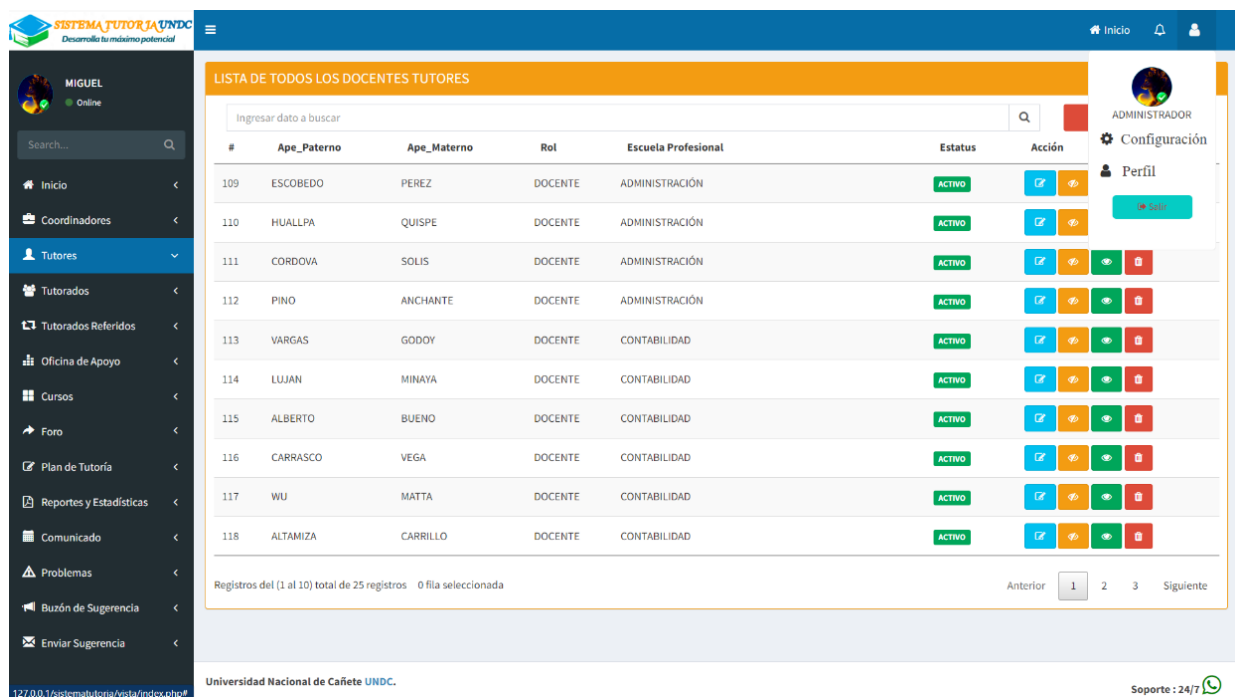 SISTEMA TUTORIA UNDC
Desarrolla tu máximo potencial
Inicio
MIGUEL
Online
Search...
Inicio
Coordinadores
Tutores
Tutorados
Tutorados Referidos
Oficina de Apoyo
Cursos
Foro
Plan de Tutoría
Reportes y Estadísticas
Comunicado
Problemas
Buzón de Sugerencia
Enviar Sugerencia
127.0.0.1/sistematutoria/vista/index.php#
LISTA DE TODOS LOS DOCENTES TUTORES
Ingresar dato a buscar
# Ape_Paterno Ape_Materno Rol Escuela Profesional Estatus Acción
109 ESCOBEDO PEREZ DOCENTE ADMINISTRACIÓN ACTIVO
110 HUALLPA QUISPE DOCENTE ADMINISTRACIÓN ACTIVO
111 CORDOVA SOLIS DOCENTE ADMINISTRACIÓN ACTIVO
112 PINO ANCHANTE DOCENTE ADMINISTRACIÓN ACTIVO
113 VARGAS GODOY DOCENTE CONTABILIDAD ACTIVO
114 LUJAN MINAYA DOCENTE CONTABILIDAD ACTIVO
115 ALBERTO BUENO DOCENTE CONTABILIDAD ACTIVO
116 CARRASCO VEGA DOCENTE CONTABILIDAD ACTIVO
117 WU MATTA DOCENTE CONTABILIDAD ACTIVO
118 ALTAMIZA CARRILLO DOCENTE CONTABILIDAD ACTIVO
Registros del (1 al 10) total de 25 registros 0 fila seleccionada
Anterior 1 2 3 Siguiente
ADMINISTRADOR
Configuración
Perfil
Salir
Universidad Nacional de Cañete UNDC.
Soporte : 24/7